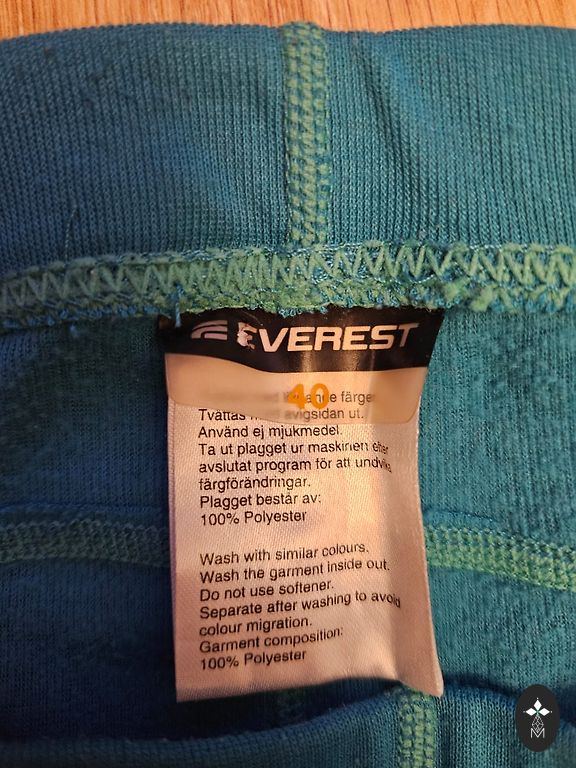 EVEREST
40
färge
Tvättas avigsidan ut.
Använd ej mjukmedel.
Ta ut plagget ur maskinen efter
avslutat program för att undvika
färgförändringar.
Plagget består av:
100% Polyester
Wash with similar colours.
Wash the garment inside out.
Do not use softener.
Separate after washing to avoid
colour migration.
Garment composition:
100% Polyester
M